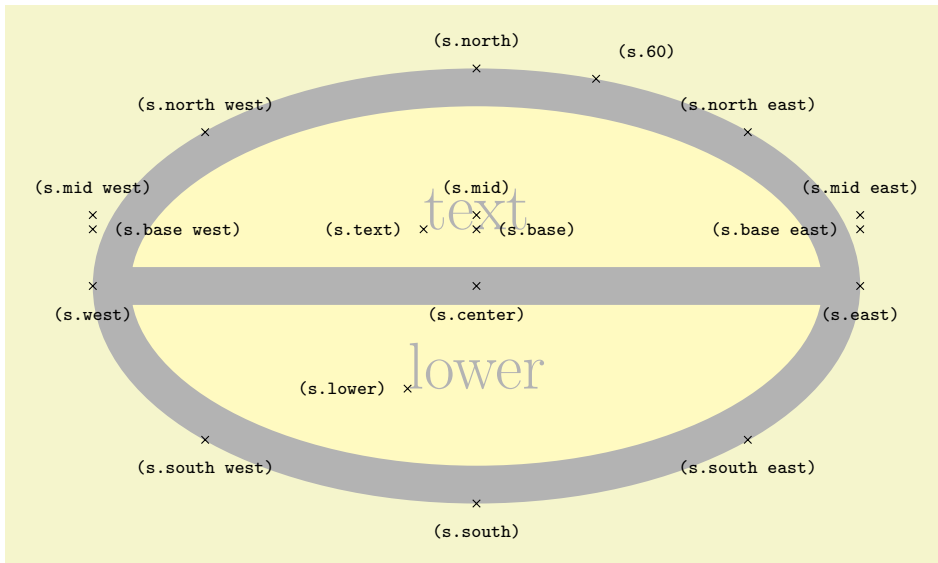 (s.north)
(s.60)
(s.north west)
(s.north east)
(s.mid west)
(s.mid)
(s.mid east)
text
(s.base west)
(s.text)
(s.base)
(s.base east)
(s.west)
(s.center)
(s.east)
lower
(s.lower)
(s.south west)
(s.south east)
(s.south)